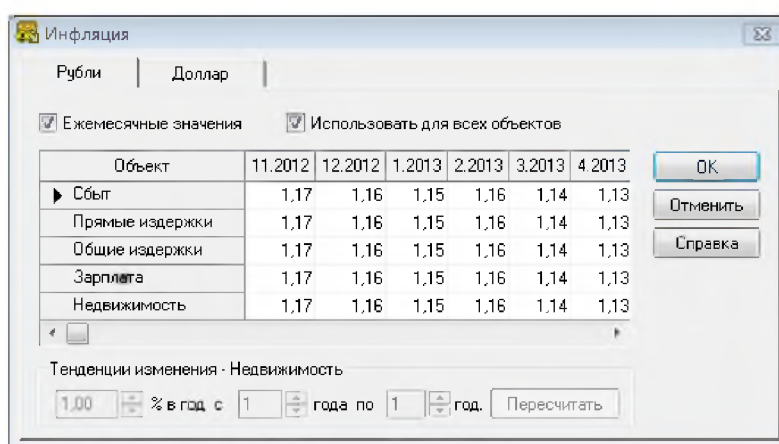 Инфляция
Рубли Доллар
Ежемесячные значения Использовать для всех объектов
Объект 11.2012 12.2012 1.2013 2.2013 3.2013 4.2013
Сбыт 1,17 1,16 1,15 1,16 1,14 1,13
Прямые издержки 1,17 1,16 1,15 1,16 1,14 1,13
Общие издержки 1,17 1,16 1,15 1,16 1,14 1,13
Зарплата 1,17 1,16 1,15 1,16 1,14 1,13
Недвижимость 1,17 1,16 1,15 1,16 1,14 1,13
OK
Отменить
Справка
Тенденции изменения - Недвижимость
1,00 % в год с 1 года по 1 год. Пересчитать